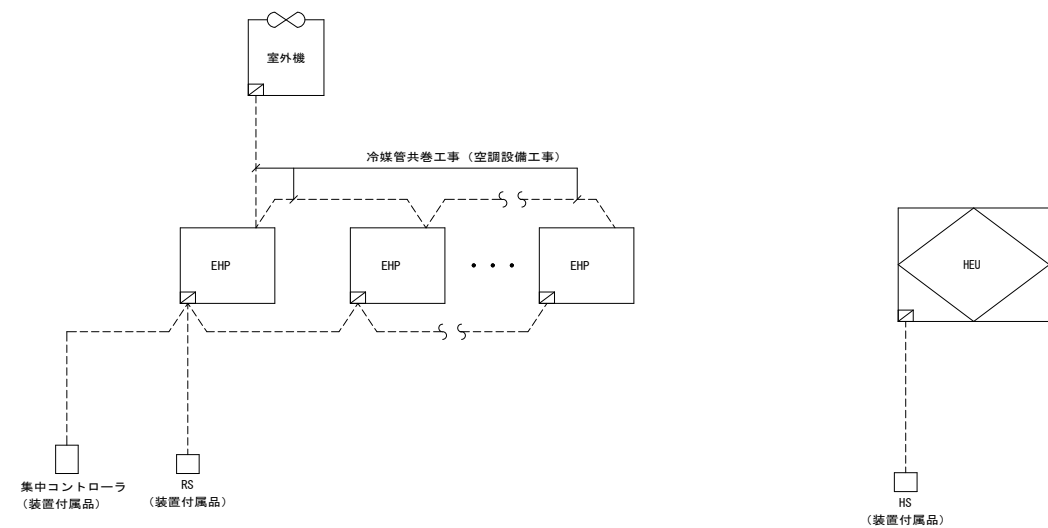 室外機
冷媒管共巻工事（空調設備工事）
EHP
EHP
・・・
EHP
HEU
集中コントローラ
（装置付属品）
RS
（装置付属品）
HS
（装置付属品）